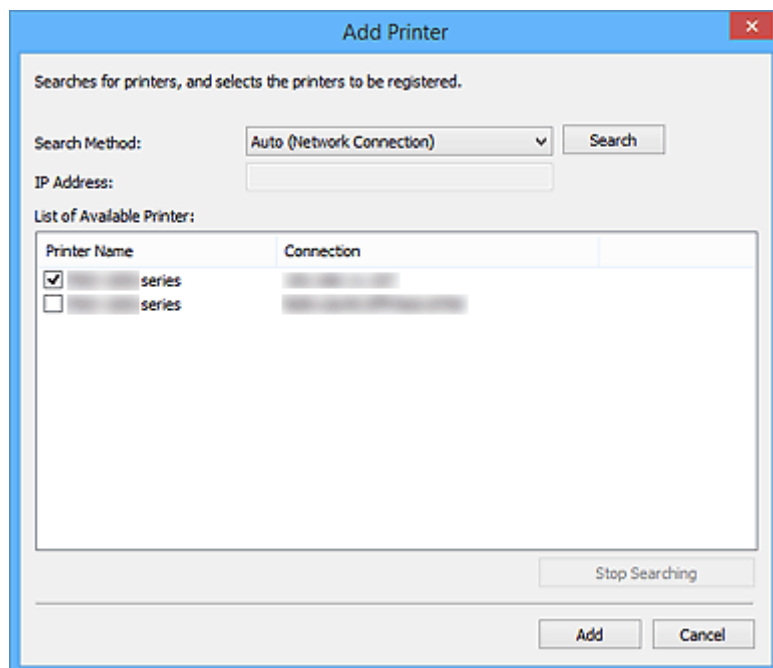 Add Printer
Searches for printers, and selects the printers to be registered.
Search Method: Auto (Network Connection) Search
IP Address:
List of Available Printer:
Printer Name Connection
series
series
Stop Searching
Add Cancel